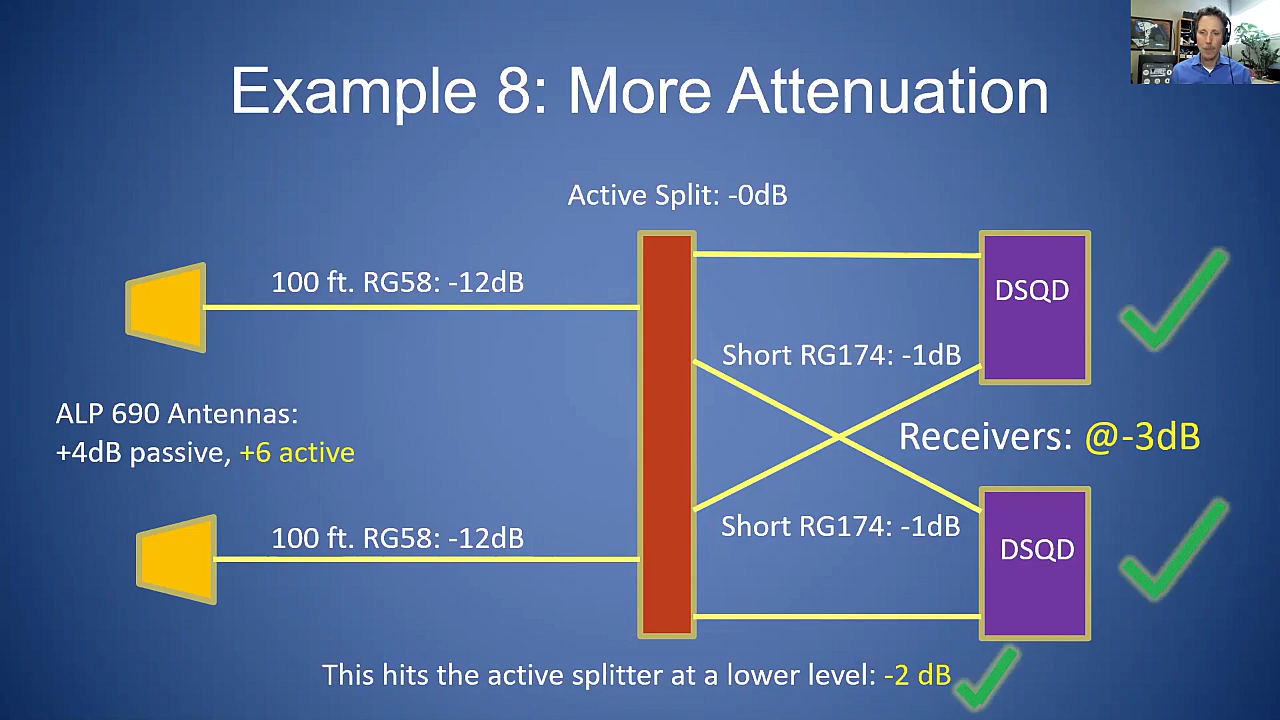 Example 8: More Attenuation
Active Split: -0dB
100 ft. RG58: -12dB
DSQD
Short RG174: -1dB
ALP 690 Antennas:
+4dB passive, +6 active
Receivers: @-3dB
100 ft. RG58: -12dB
Short RG174: -1dB
DSQD
This hits the active splitter at a lower level: -2 dB